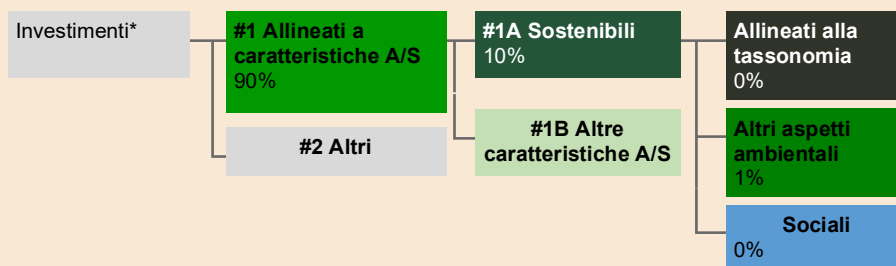 Investimenti*
#1 Allineati a
caratteristiche A/S
90%
#2 Altri
#1A Sostenibili
10%
#1B Altre
caratteristiche A/S
Allineati alla
tassonomia
0%
Altri aspetti
ambientali
1%
Sociali
0%